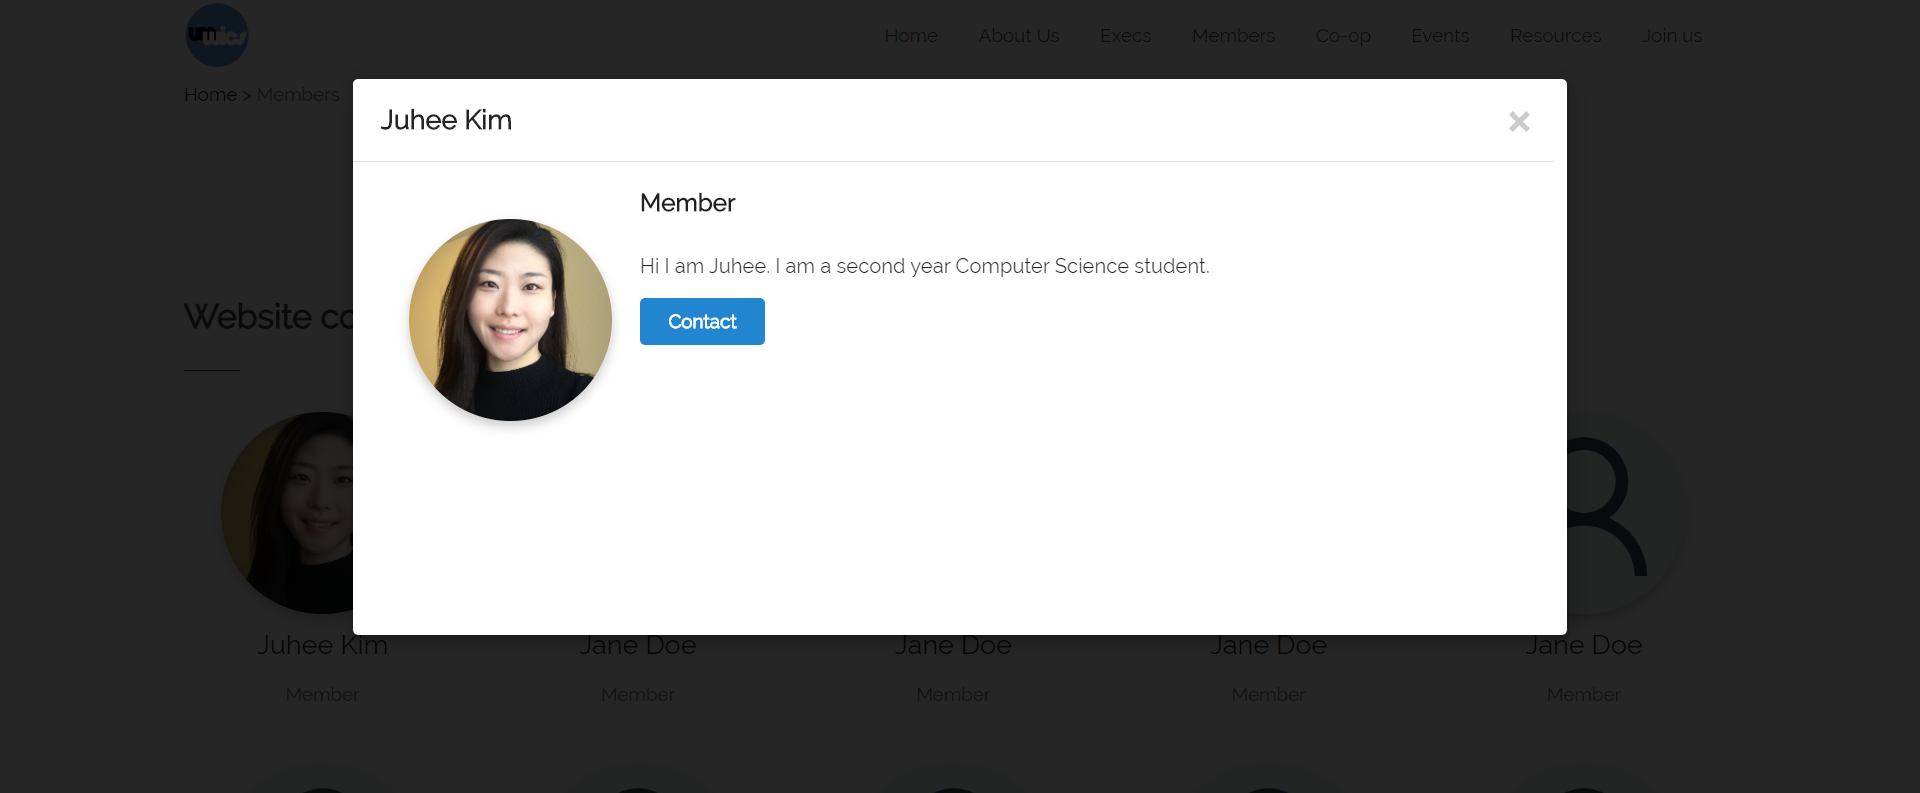 umwics
Home About Us Execs Members Co-op Events Resources Join us
Home > Members
Juhee Kim
×
Member
Hi I am Juhee. I am a second year Computer Science student.
Contact
Website co
Juhee Kim Jane Doe Jane Doe Jane Doe Jane Doe
Member Member Member Member Member